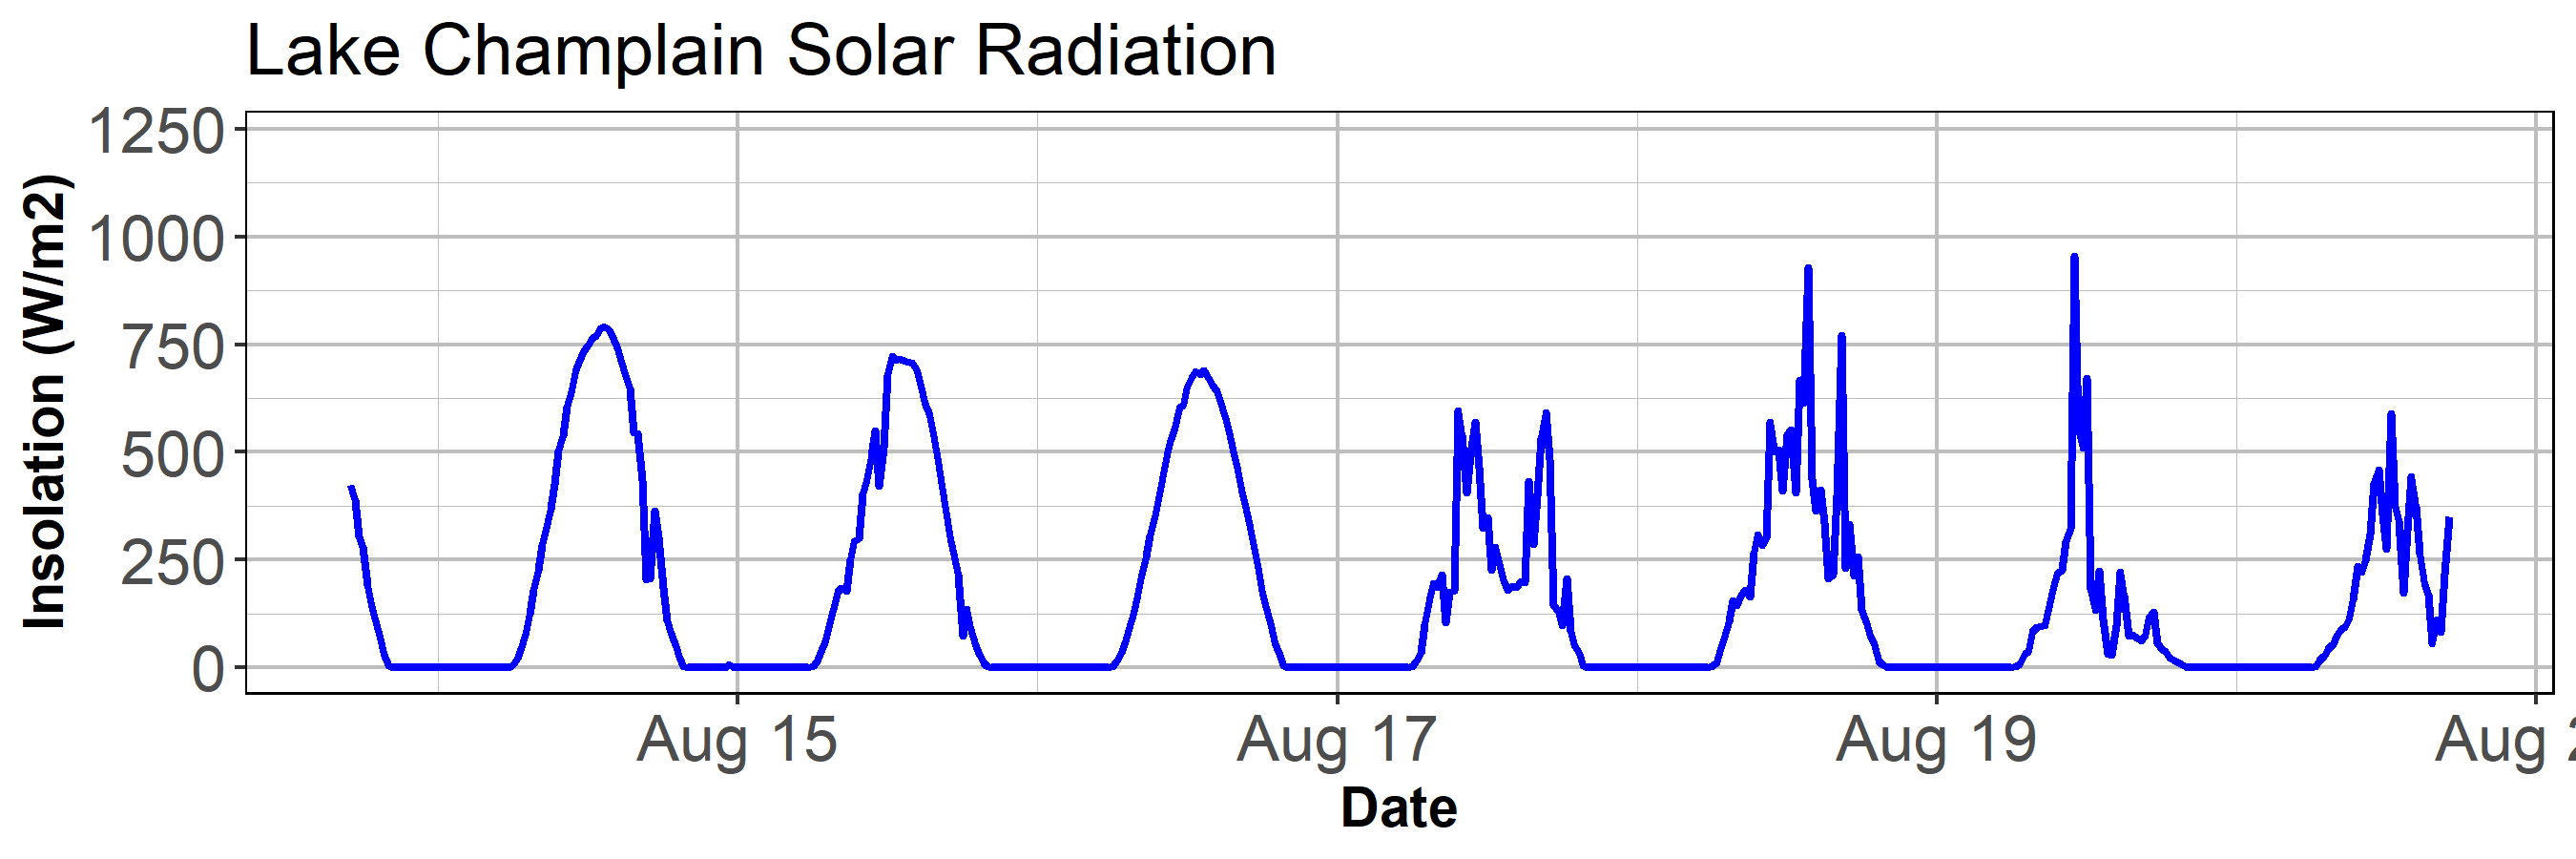 Lake Champlain Solar Radiation
1250
1000
750
500
250
0
Insolation (W/m2)
Aug 15
Aug 17
Aug 19
Aug
Date